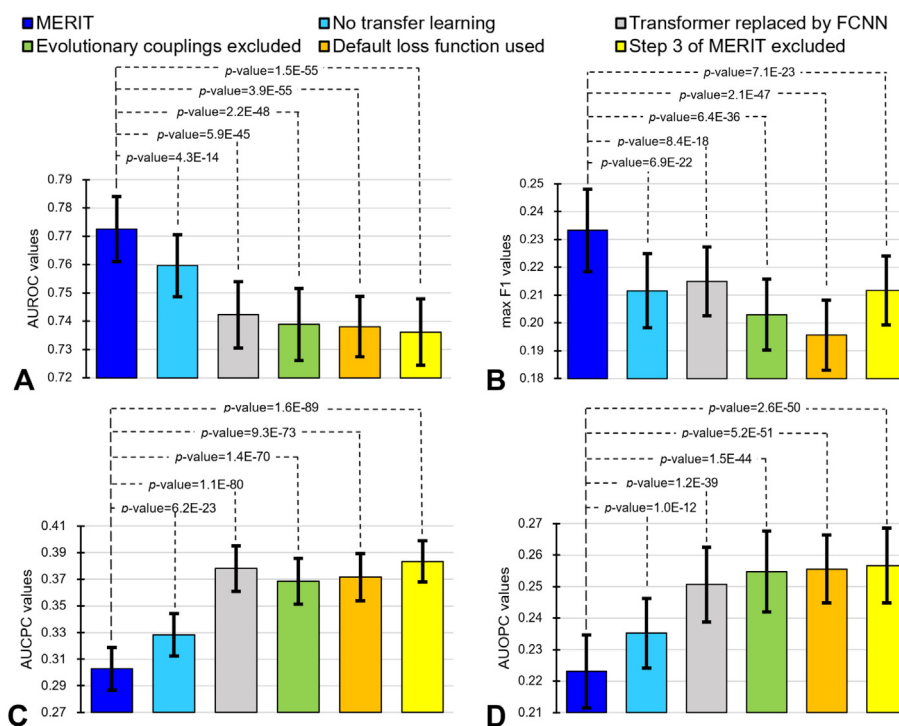 MERIT No transfer learning Transformer replaced by FCNN
Evolutionary couplings excluded Default loss function used Step 3 of MERIT excluded
p-value=1.5E-55
p-value=3.9E-55
p-value=2.2E-48
p-value=5.9E-45
p-value=4.3E-14
0.79
0.78
0.77
0.76
0.75
0.74
0.73
0.72
AUROC values
A
p-value=7.1E-23
p-value=2.1E-47
p-value=6.4E-36
p-value=8.4E-18
p-value=6.9E-22
0.25
0.24
0.23
0.22
0.21
0.20
0.19
0.18
max F1 values
B
p-value=1.6E-89
p-value=9.3E-73
p-value=1.4E-70
p-value=1.1E-80
p-value=6.2E-23
0.41
0.39
0.37
0.35
0.33
0.31
0.29
0.27
AUCPC values
C
p-value=2.6E-50
p-value=5.2E-51
p-value=1.5E-44
p-value=1.2E-39
p-value=1.0E-12
0.27
0.26
0.25
0.24
0.23
0.22
0.21
AUOPC values
D